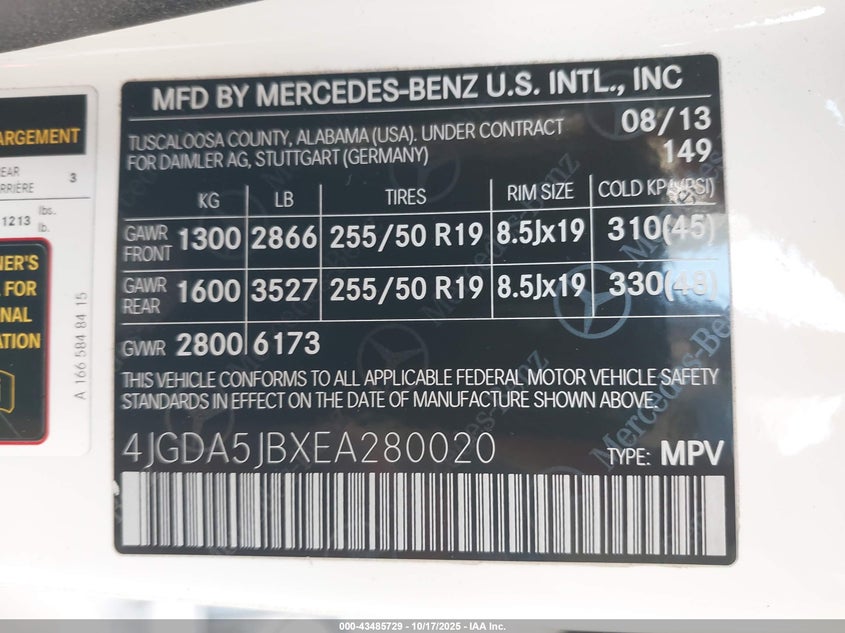 ARGEMENT
EAR
RRIÈRE 3
1213 lbs.
lb.
NER'S
FOR
NAL
ATION
A 166 584 84 15
MFD BY MERCEDES-BENZ U.S. INTL., INC
TUSCALOOSA COUNTY, ALABAMA (USA). UNDER CONTRACT 08/13
FOR DAIMLER AG, STUTTGART (GERMANY) 149
KG LB TIRES RIM SIZE COLD KPA/(PSI)
GAWR FRONT 1300 2866 255/50 R19 8.5Jx19 310(45)
GAWR REAR 1600 3527 255/50 R19 8.5Jx19 330(48)
GVWR 2800 6173
THIS VEHICLE CONFORMS TO ALL APPLICABLE FEDERAL MOTOR VEHICLE SAFETY
STANDARDS IN EFFECT ON THE DATE OF MANUFACTURE SHOWN ABOVE.
4JGDA5JBXEA280020 TYPE: MPV
Mercedes-Benz
000-43485729 - 10/17/2025 - IAA Inc.